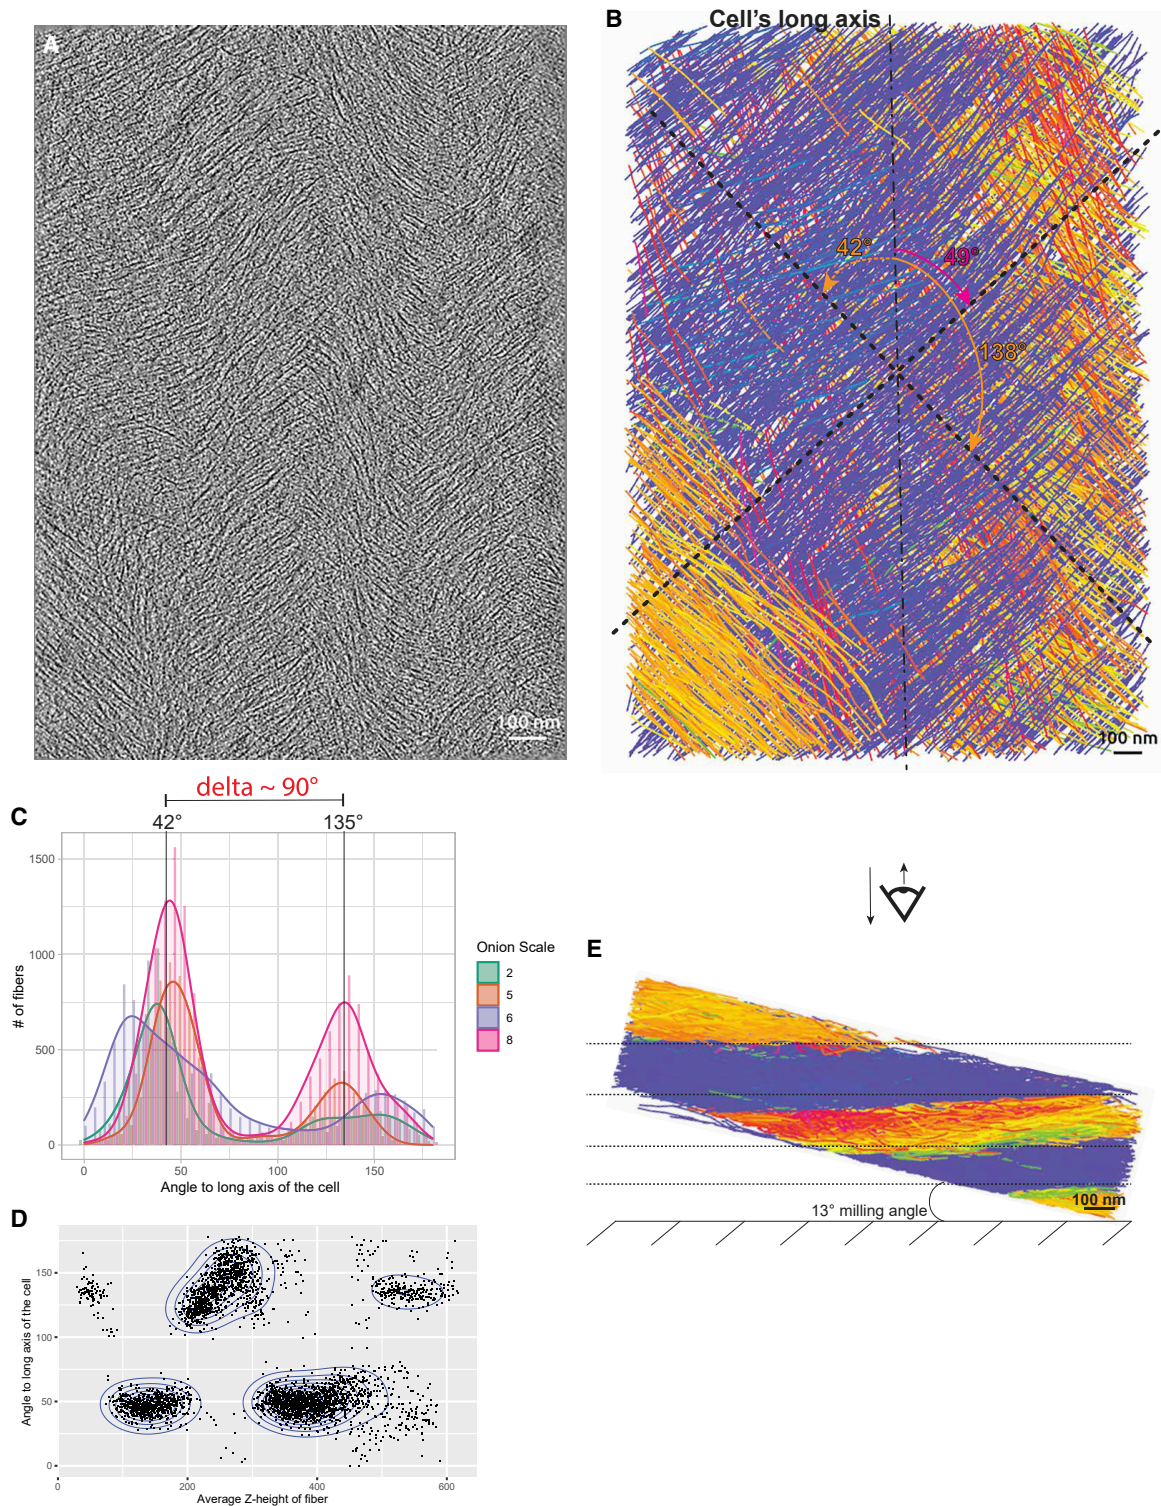 A
100 nm
B
Cell's long axis
42°
49°
138°
100 nm
delta ~ 90°
C
42°
135°
1500
1000
500
0
# of fibers
0
50
100
150
Angle to long axis of the cell
Onion Scale
2
5
6
8
D
150
100
50
0
Angle to long axis of the cell
0
200
400
600
Average Z-height of fiber
E
13° milling angle
100 nm